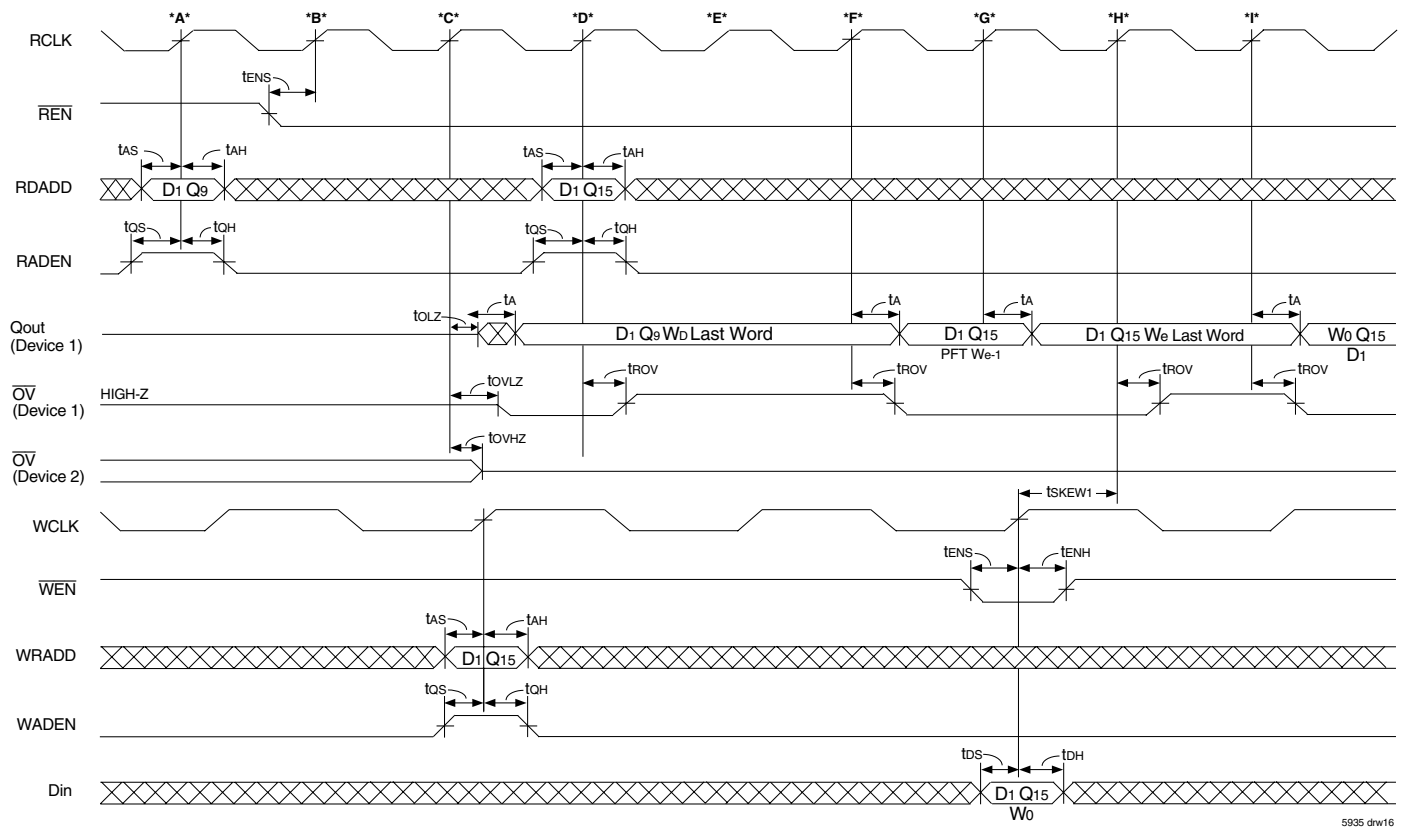 *A* *B* *C* *D* *E* *F* *G* *H* *I*
RCLK
tENS
REN
tAS tAH tAS tAH
RDADD D1 Q9 D1 Q15
tQS tQH tQS tQH
RADEN
tOLZ tA tA tA tA
Qout (Device 1) D1 Q9 WD Last Word D1 Q15 D1 Q15 We Last Word W0 Q15
PFT We-1 D1
tOVLZ tROV tROV tROV tROV
OV (Device 1) HIGH-Z
tOVHZ
OV (Device 2)
tSKEW1
WCLK
tENS tENH
WEN
tAS tAH
WRADD D1 Q15
tQS tQH
WADEN
tDS tDH
Din D1 Q15
W0
5935 drw16